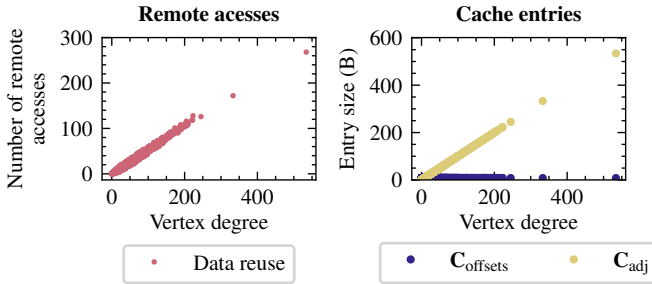 Remote acesses
Number of remote
accesses
300
200
100
0
0
200
400
Vertex degree
Data reuse
Cache entries
Entry size (B)
600
400
200
0
0
200
400
Vertex degree
C_offsets
C_adj